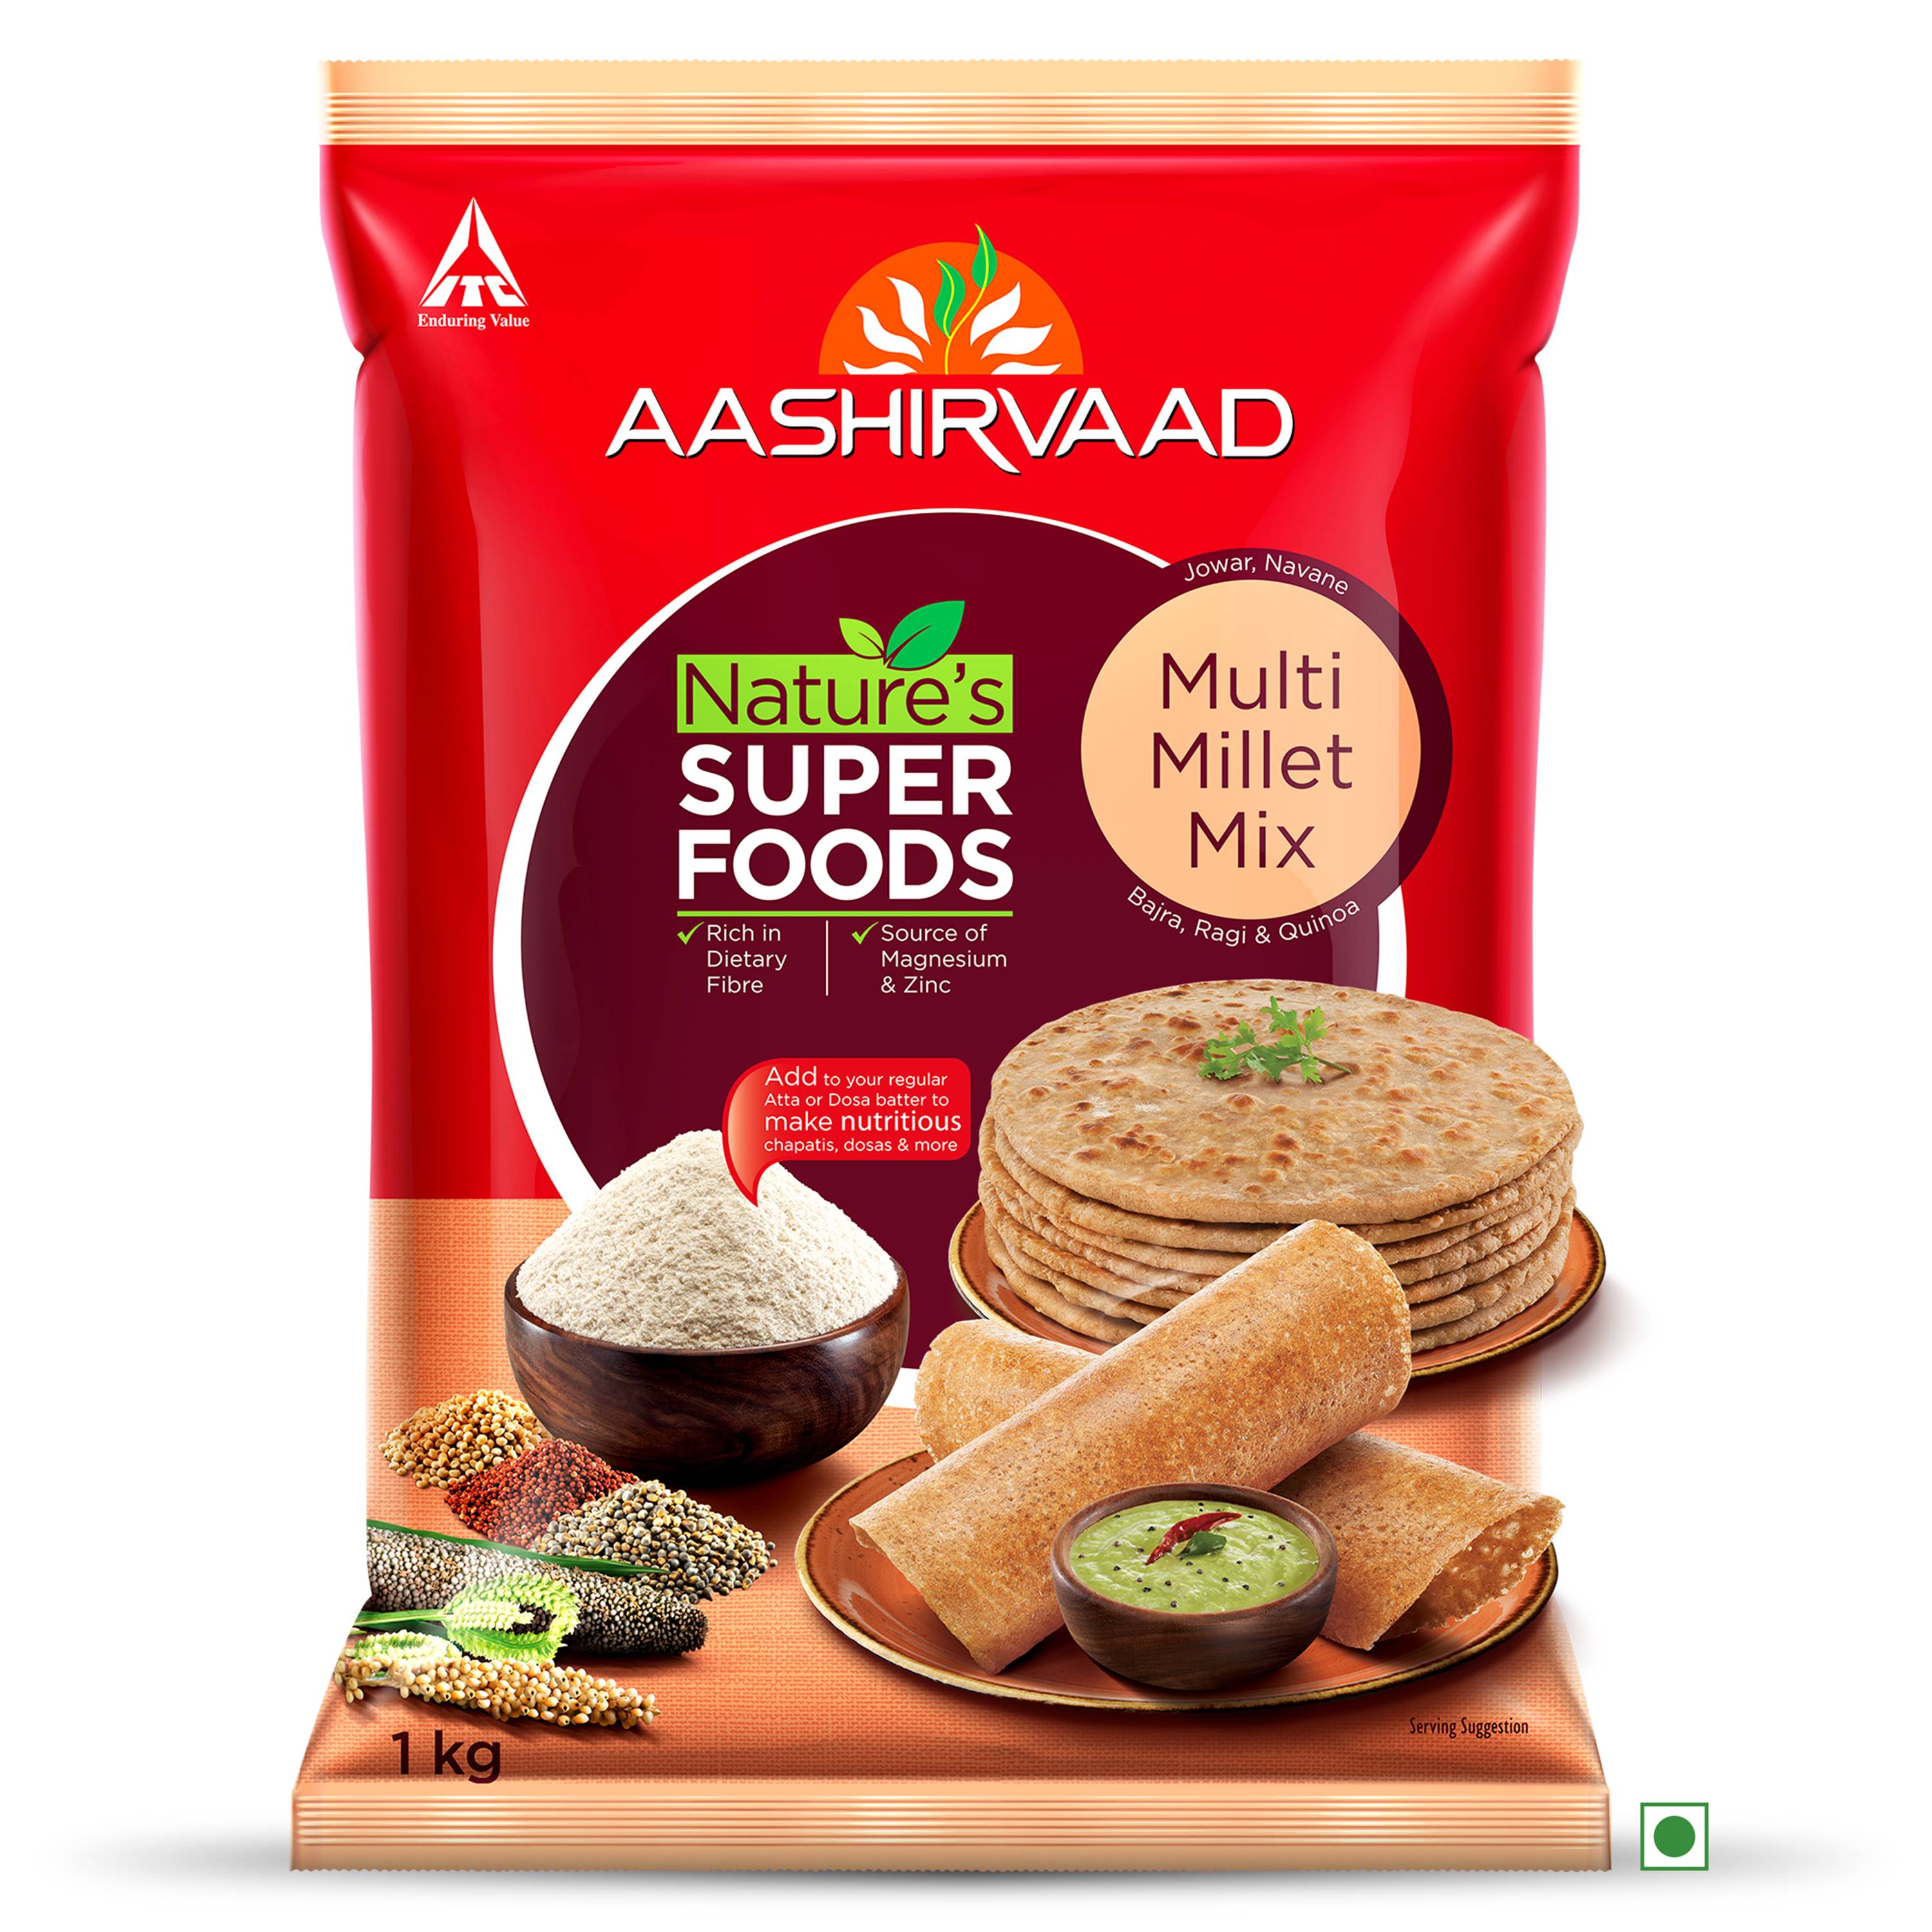 ITC
Enduring Value
AASHIRVAAD
Nature's
SUPER
FOODS
✓ Rich in
Dietary
Fibre
✓ Source of
Magnesium
& Zinc
Jowar, Navane
Multi
Millet
Mix
Bajra, Ragi & Quinoa
Add to your regular
Atta or Dosa batter to
make nutritious
chapatis, dosas & more
Serving Suggestion
1 kg